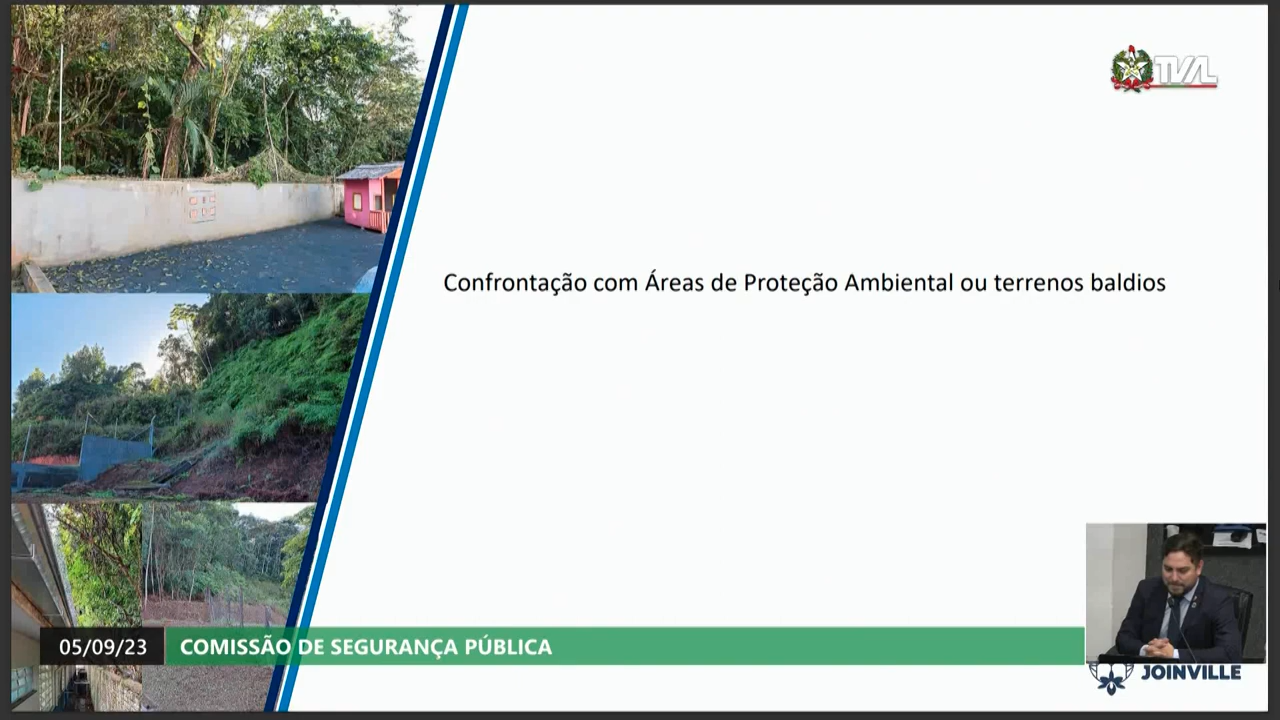 TVAL
Confrontação com Áreas de Proteção Ambiental ou terrenos baldios
05/09/23
COMISSÃO DE SEGURANÇA PÚBLICA
JOINVILLE